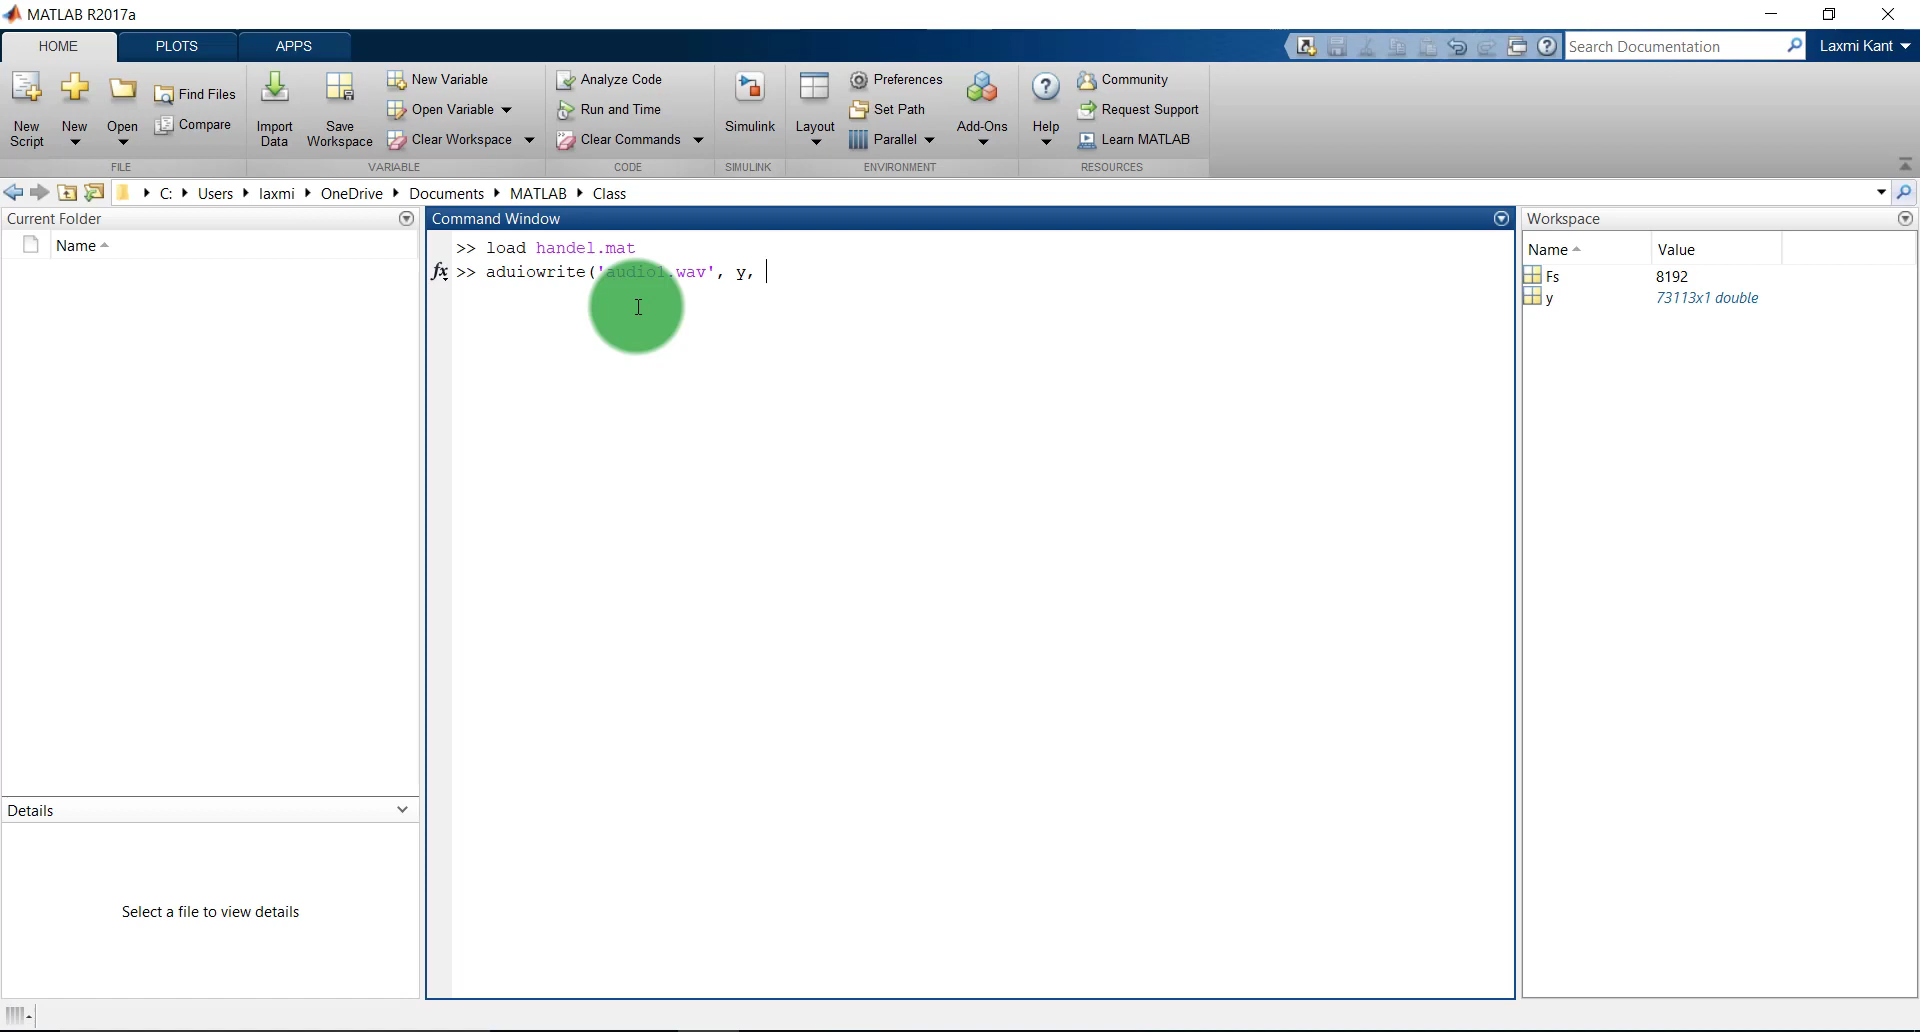 MATLAB R2017a
HOME PLOTS APPS
Search Documentation Laxmi Kant
New Script
New
Open
Find Files
Compare
FILE
Import Data
Save Workspace
New Variable
Open Variable
Clear Workspace
VARIABLE
Analyze Code
Run and Time
Clear Commands
CODE
Simulink
SIMULINK
Layout
Preferences
Set Path
Parallel
Add-Ons
ENVIRONMENT
Help
Community
Request Support
Learn MATLAB
RESOURCES
C: Users laxmi OneDrive Documents MATLAB Class
Current Folder
Name
Details
Select a file to view details
Command Window
>> load handel.mat
fx >> aduiowrite('audio1.wav', y,
Workspace
Name Value
Fs 8192
y 73113x1 double